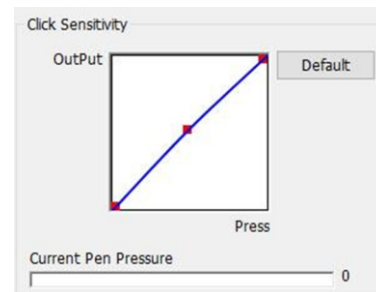 Click Sensitivity
OutPut
Default
Press
Current Pen Pressure
0